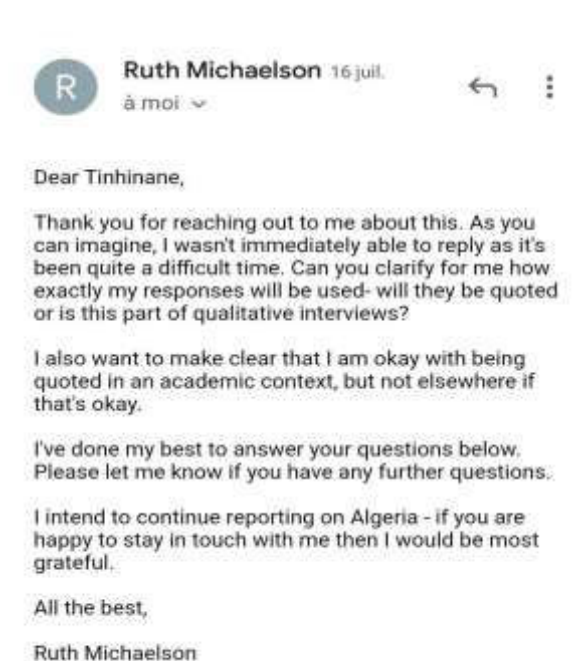 R
Ruth Michaelson 16 juil.
à moi
Dear Tinhinane,
Thank you for reaching out to me about this. As you
can imagine, I wasn't immediately able to reply as it's
been quite a difficult time. Can you clarify for me how
exactly my responses will be used- will they be quoted
or is this part of qualitative interviews?
I also want to make clear that I am okay with being
quoted in an academic context, but not elsewhere if
that's okay.
I've done my best to answer your questions below.
Please let me know if you have any further questions.
I intend to continue reporting on Algeria - if you are
happy to stay in touch with me then I would be most
grateful.
All the best,
Ruth Michaelson